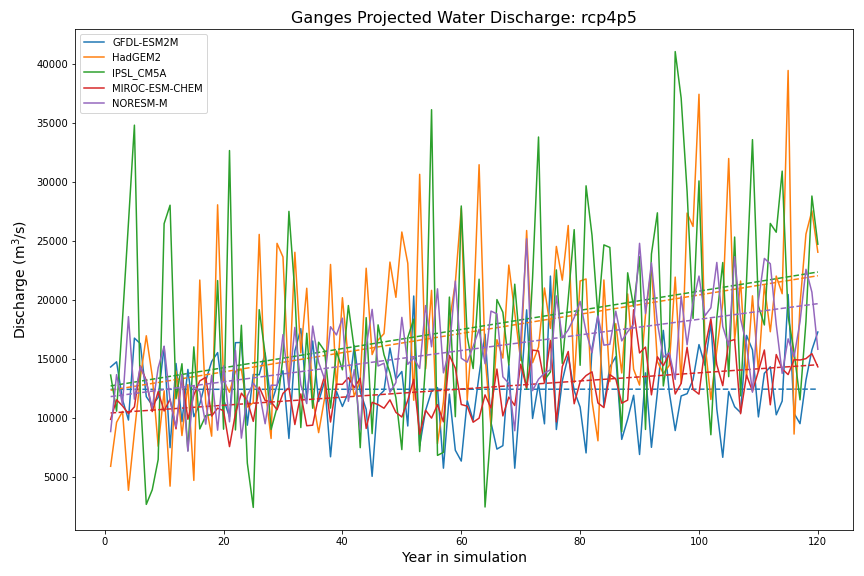 Ganges Projected Water Discharge: rcp4p5
GFDL-ESM2M
HadGEM2
IPSL_CM5A
MIROC-ESM-CHEM
NORESM-M
Discharge (m³/s)
40000
35000
30000
25000
20000
15000
10000
5000
0 20 40 60 80 100 120
Year in simulation